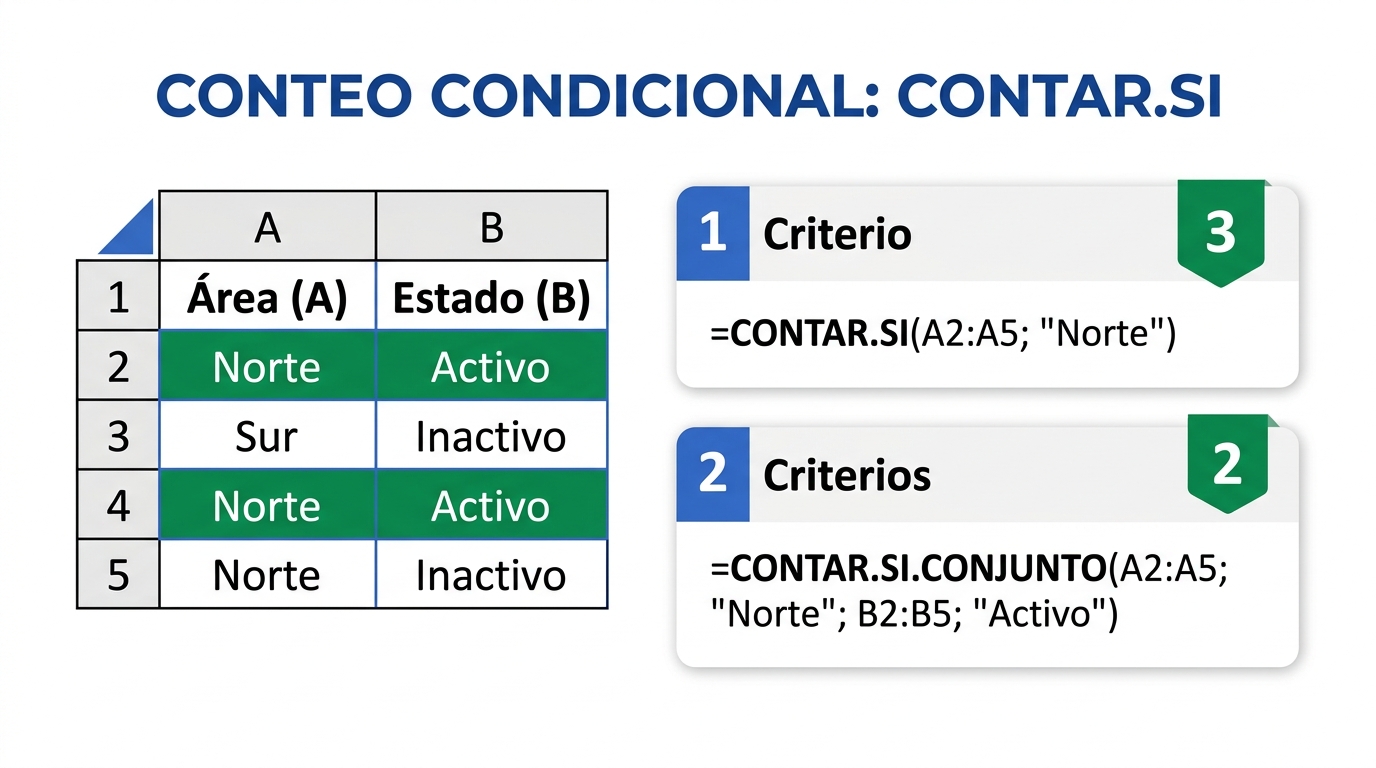 CONTEO CONDICIONAL: CONTAR.SI
A B
1 Área (A) Estado (B)
2 Norte Activo
3 Sur Inactivo
4 Norte Activo
5 Norte Inactivo
1 Criterio 3
=CONTAR.SI(A2:A5; "Norte")
2 Criterios 2
=CONTAR.SI.CONJUNTO(A2:A5;
"Norte"; B2:B5; "Activo")